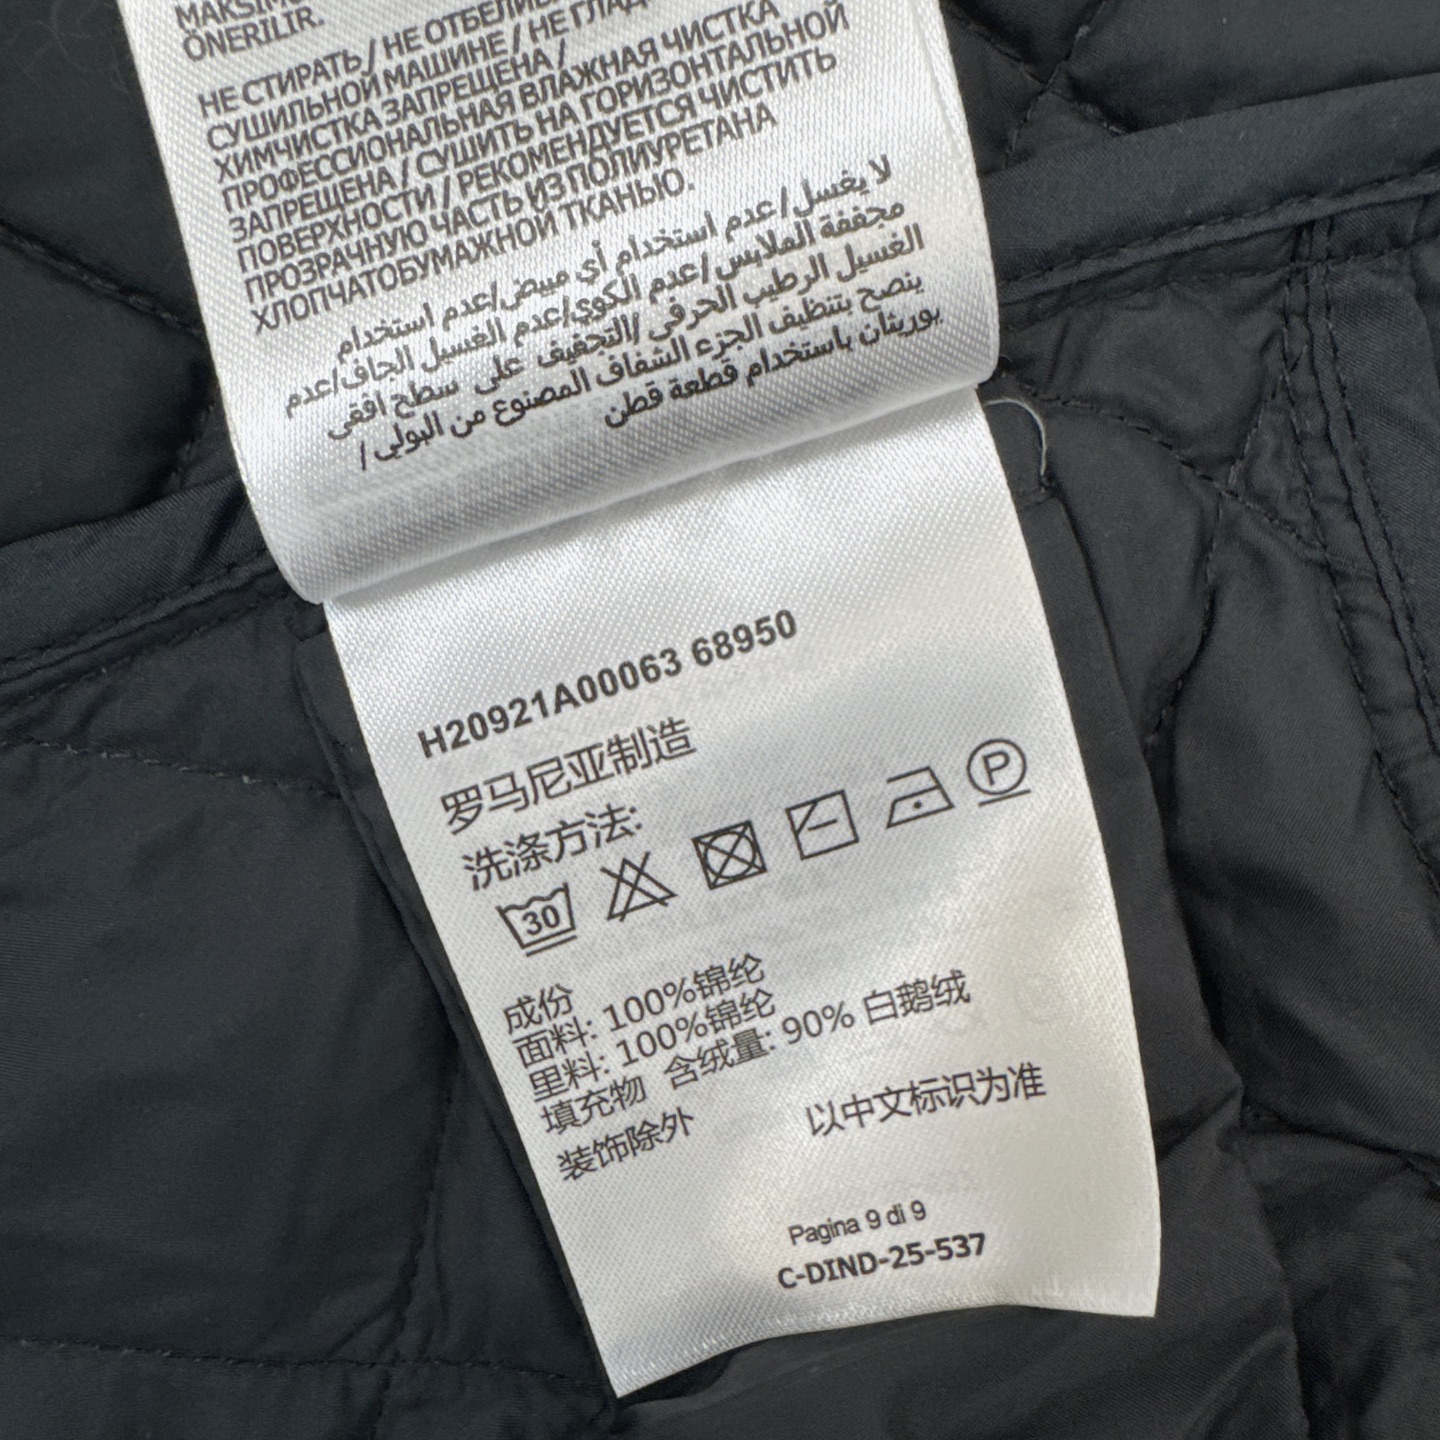 MAKSIMUM
ÖNERILIR.
НЕ СТИРАТЬ / НЕ ОТБЕЛИВ
СУШИЛЬНОЙ МАШИНЕ / НЕ ГЛАД
ХИМЧИСТКА ЗАПРЕЩЕНА /
ПРОФЕССИОНАЛЬНАЯ ВЛАЖНАЯ ЧИСТКА
ЗАПРЕЩЕНА / СУШИТЬ НА ГОРИЗОНТАЛЬНОЙ
ПОВЕРХНОСТИ / РЕКОМЕНДУЕТСЯ ЧИСТИТЬ
ПРОЗРАЧНУЮ ЧАСТЬ ИЗ ПОЛИУРЕТАНА
ХЛОПЧАТОБУМАЖНОЙ ТКАНЬЮ.
لا يغسل/عدم استخدام أي مبيض/عدم استخدام
مجففة الملابس/عدم الكوي/عدم الغسيل الجاف/عدم
الغسيل الرطيب الحرفي /التجفيف على سطح افقي
/ ينصح بتنظيف الجزء الشفاف المصنوع من البولي
يوريثان باستخدام قطعة قطن
H20921A00063 68950
罗马尼亚制造
洗涤方法:
30
P
成份
面料: 100%锦纶
里料: 100%锦纶
填充物 含绒量: 90% 白鹅绒
装饰除外 以中文标识为准
Pagina 9 di 9
C-DIND-25-537